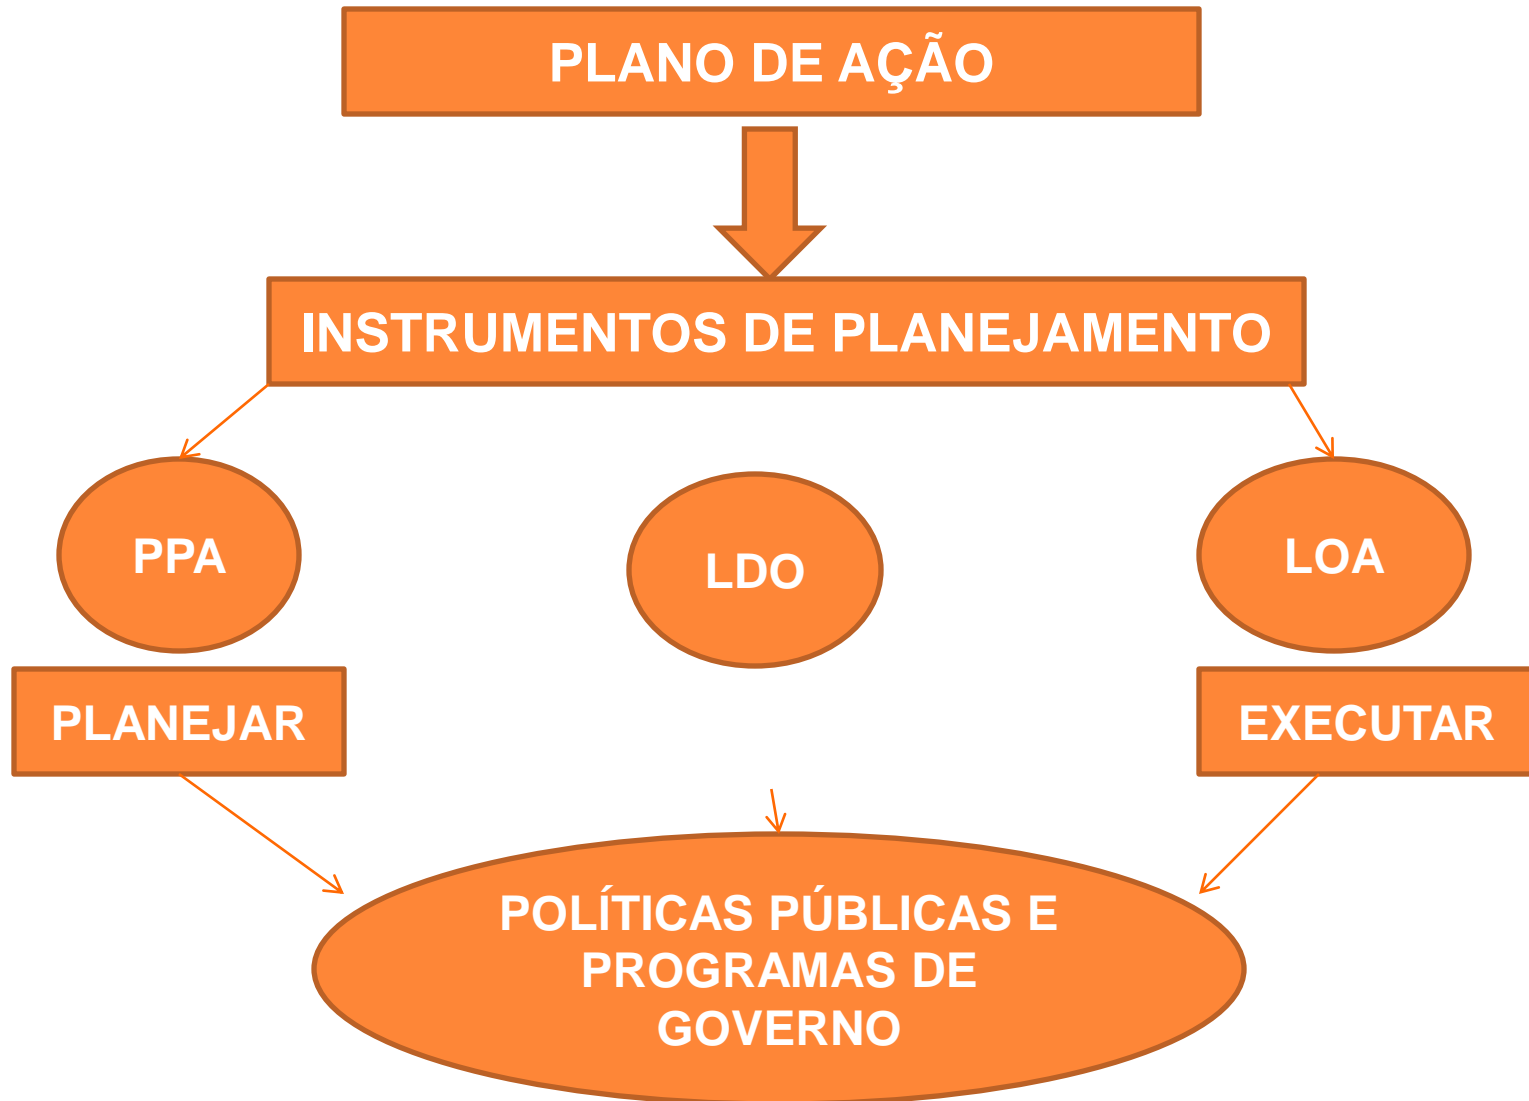 PLANO DE AÇÃO
INSTRUMENTOS DE PLANEJAMENTO
PPA
LDO
LOA
PLANEJAR
EXECUTAR
POLÍTICAS PÚBLICAS E
PROGRAMAS DE
GOVERNO